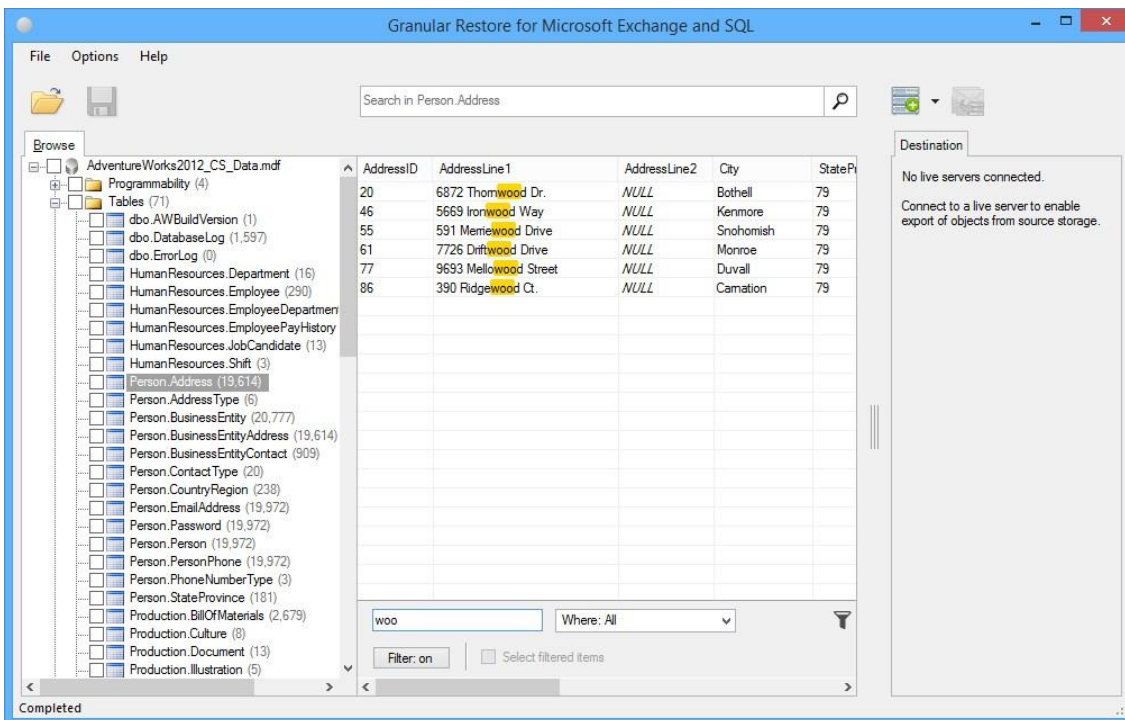 Granular Restore for Microsoft Exchange and SQL
File Options Help
Search in Person.Address
Browse
AdventureWorks2012_CS_Data.mdf
Programmability (4)
Tables (71)
dbo.AWBuildVersion (1)
dbo.DatabaseLog (1,597)
dbo.ErrorLog (0)
HumanResources.Department (16)
HumanResources.Employee (290)
HumanResources.EmployeeDepartment
HumanResources.EmployeePayHistory
HumanResources.JobCandidate (13)
HumanResources.Shift (3)
Person.Address (19,614)
Person.AddressType (6)
Person.BusinessEntity (20,777)
Person.BusinessEntityAddress (19,614)
Person.BusinessEntityContact (909)
Person.ContactType (20)
Person.CountryRegion (238)
Person.EmailAddress (19,972)
Person.Password (19,972)
Person.Person (19,972)
Person.PersonPhone (19,972)
Person.PhoneNumberType (3)
Person.StateProvince (181)
Production.BillOfMaterials (2,679)
Production.Culture (8)
Production.Document (13)
Production.Illustration (5)
AddressID AddressLine1 AddressLine2 City StatePr
20 6872 Thornwood Dr. NULL Bothell 79
46 5669 Ironwood Way NULL Kenmore 79
55 591 Merriewood Drive NULL Snohomish 79
61 7726 Driftwood Drive NULL Monroe 79
77 9693 Mellowood Street NULL Duvall 79
86 390 Ridgewood Ct. NULL Carnation 79
woo Where: All
Filter: on Select filtered items
Destination
No live servers connected.
Connect to a live server to enable
export of objects from source storage.
Completed